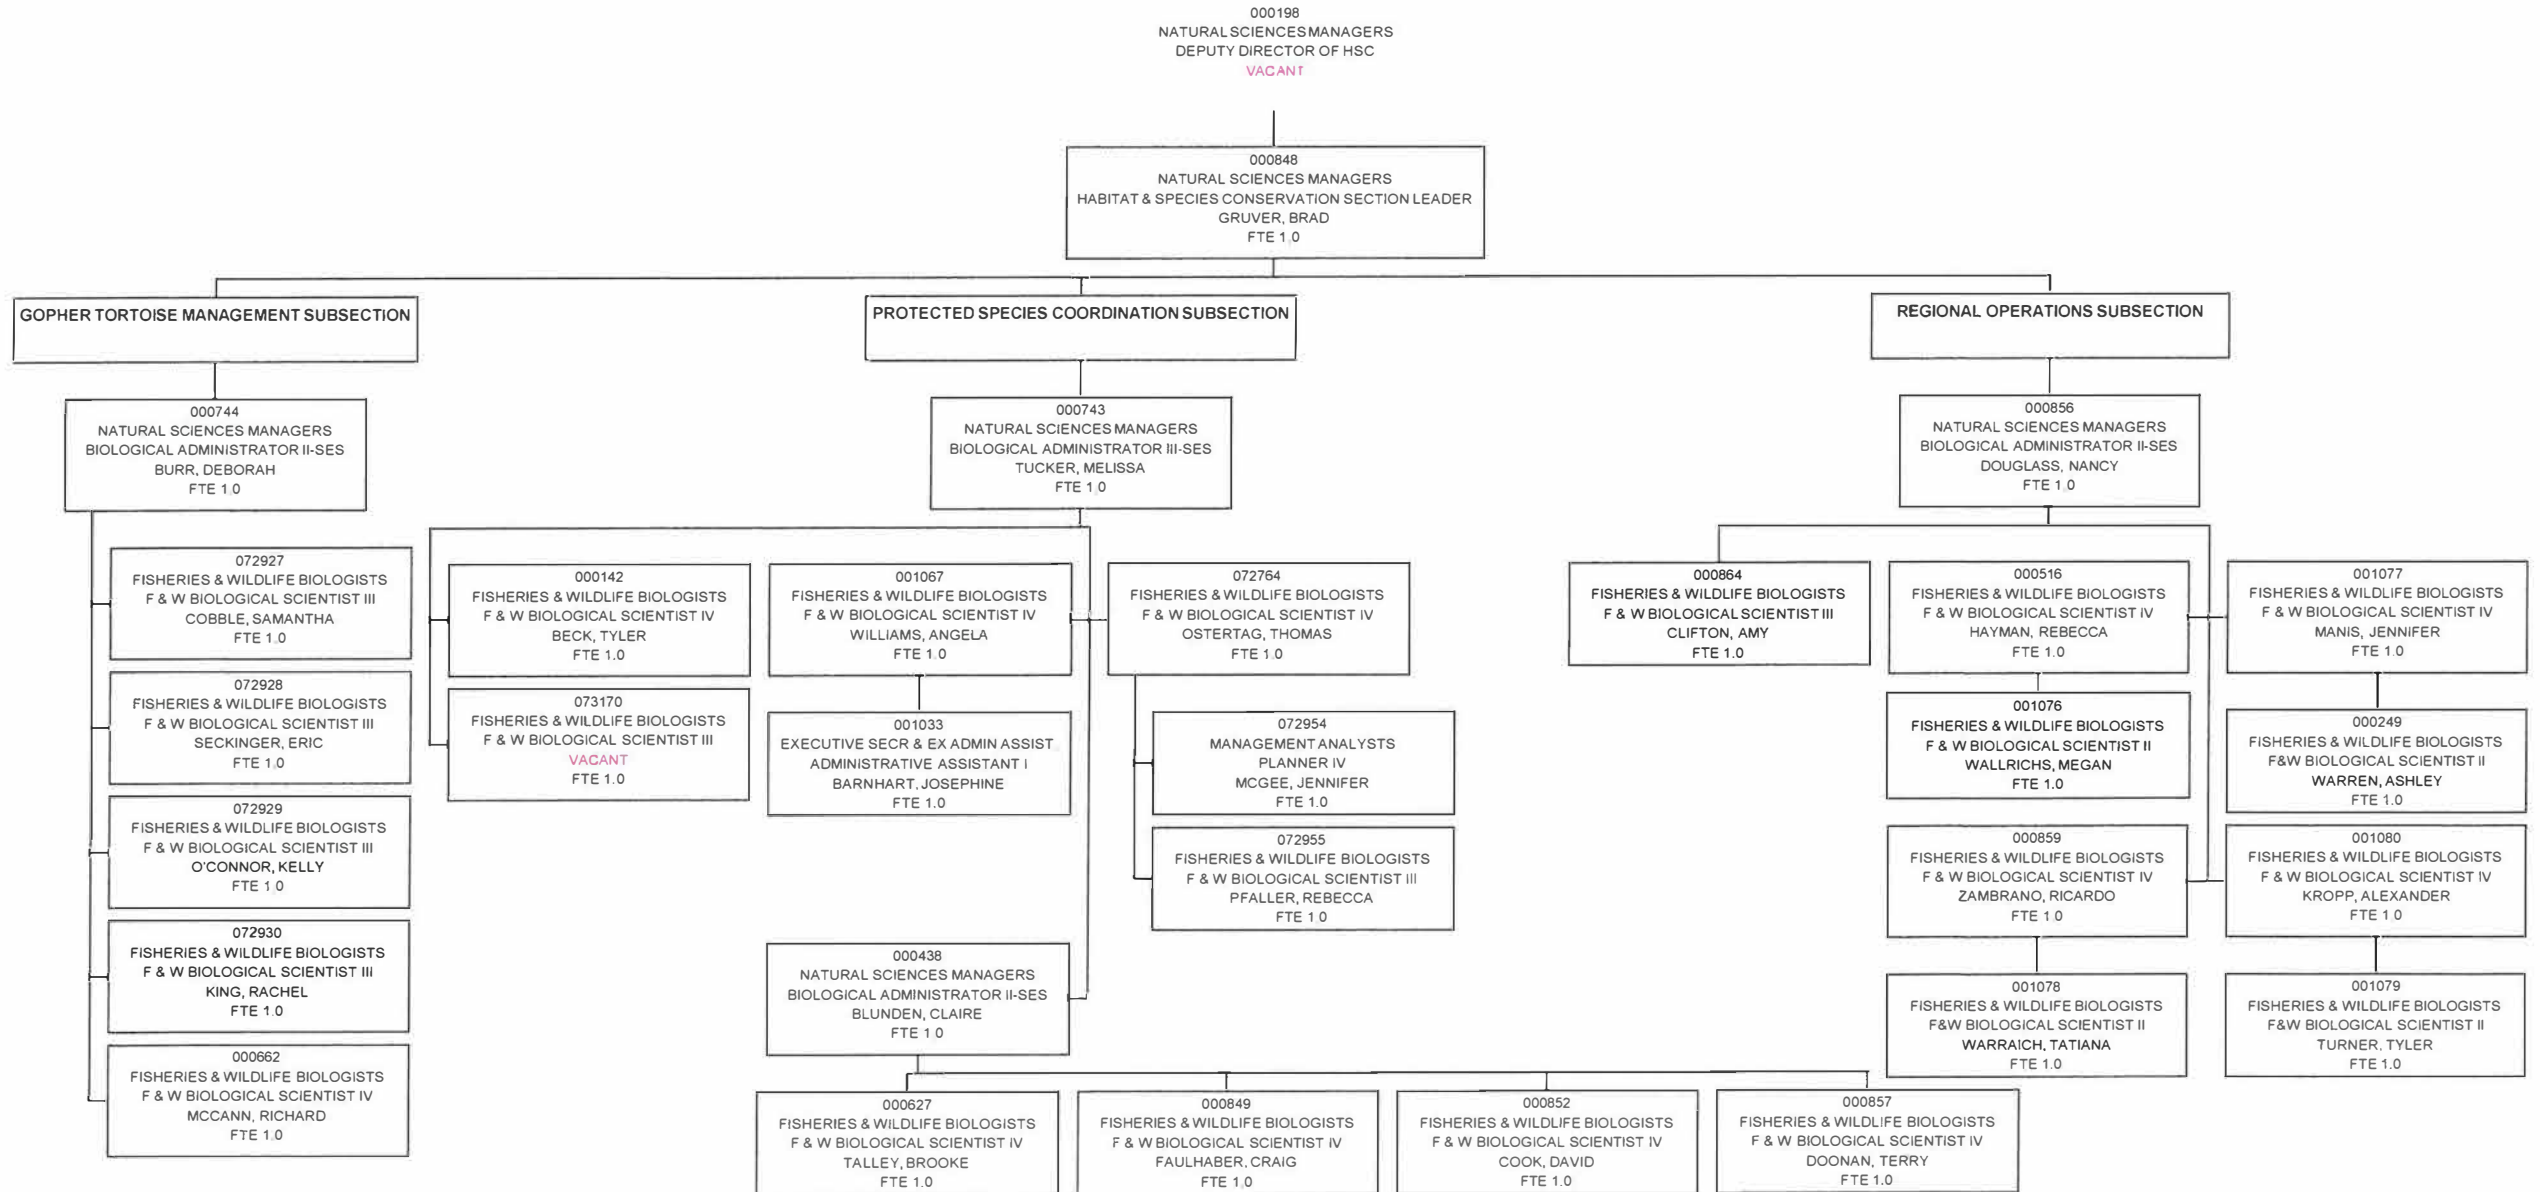 000198
NATURAL SCIENCES MANAGERS
DEPUTY DIRECTOR OF HSC
VACANT
000848
NATURAL SCIENCES MANAGERS
HABITAT & SPECIES CONSERVATION SECTION LEADER
GRUVER, BRAD
FTE 1.0
GOPHER TORTOISE MANAGEMENT SUBSECTION
PROTECTED SPECIES COORDINATION SUBSECTION
REGIONAL OPERATIONS SUBSECTION
000744
NATURAL SCIENCES MANAGERS
BIOLOGICAL ADMINISTRATOR II-SES
BURR, DEBORAH
FTE 1.0
000743
NATURAL SCIENCES MANAGERS
BIOLOGICAL ADMINISTRATOR III-SES
TUCKER, MELISSA
FTE 1.0
000856
NATURAL SCIENCES MANAGERS
BIOLOGICAL ADMINISTRATOR II-SES
DOUGLASS, NANCY
FTE 1.0
072927
FISHERIES & WILDLIFE BIOLOGISTS
F & W BIOLOGICAL SCIENTIST III
COBBLE, SAMANTHA
FTE 1.0
072928
FISHERIES & WILDLIFE BIOLOGISTS
F & W BIOLOGICAL SCIENTIST III
SECKINGER, ERIC
FTE 1.0
072929
FISHERIES & WILDLIFE BIOLOGISTS
F & W BIOLOGICAL SCIENTIST III
O'CONNOR, KELLY
FTE 1.0
072930
FISHERIES & WILDLIFE BIOLOGISTS
F & W BIOLOGICAL SCIENTIST III
KING, RACHEL
FTE 1.0
000662
FISHERIES & WILDLIFE BIOLOGISTS
F & W BIOLOGICAL SCIENTIST IV
MCCANN, RICHARD
FTE 1.0
000142
FISHERIES & WILDLIFE BIOLOGISTS
F & W BIOLOGICAL SCIENTIST IV
BECK, TYLER
FTE 1.0
073170
FISHERIES & WILDLIFE BIOLOGISTS
F & W BIOLOGICAL SCIENTIST III
VACANT
FTE 1.0
001067
FISHERIES & WILDLIFE BIOLOGISTS
F & W BIOLOGICAL SCIENTIST IV
WILLIAMS, ANGELA
FTE 1.0
001033
EXECUTIVE SECR & EX ADMIN ASSIST
ADMINISTRATIVE ASSISTANT I
BARNHART, JOSEPHINE
FTE 1.0
072764
FISHERIES & WILDLIFE BIOLOGISTS
F & W BIOLOGICAL SCIENTIST IV
OSTERTAG, THOMAS
FTE 1.0
072954
MANAGEMENT ANALYSTS
PLANNER IV
MCGEE, JENNIFER
FTE 1.0
072955
FISHERIES & WILDLIFE BIOLOGISTS
F & W BIOLOGICAL SCIENTIST III
PFALLER, REBECCA
FTE 1.0
000438
NATURAL SCIENCES MANAGERS
BIOLOGICAL ADMINISTRATOR II-SES
BLUNDEN, CLAIRE
FTE 1.0
000627
FISHERIES & WILDLIFE BIOLOGISTS
F & W BIOLOGICAL SCIENTIST IV
TALLEY, BROOKE
FTE 1.0
000849
FISHERIES & WILDLIFE BIOLOGISTS
F & W BIOLOGICAL SCIENTIST IV
FAULHABER, CRAIG
FTE 1.0
000852
FISHERIES & WILDLIFE BIOLOGISTS
F & W BIOLOGICAL SCIENTIST IV
COOK, DAVID
FTE 1.0
000857
FISHERIES & WILDLIFE BIOLOGISTS
F & W BIOLOGICAL SCIENTIST IV
DOONAN, TERRY
FTE 1.0
000864
FISHERIES & WILDLIFE BIOLOGISTS
F & W BIOLOGICAL SCIENTIST III
CLIFTON, AMY
FTE 1.0
000516
FISHERIES & WILDLIFE BIOLOGISTS
F & W BIOLOGICAL SCIENTIST IV
HAYMAN, REBECCA
FTE 1.0
001076
FISHERIES & WILDLIFE BIOLOGISTS
F & W BIOLOGICAL SCIENTIST II
WALLRICHS, MEGAN
FTE 1.0
000859
FISHERIES & WILDLIFE BIOLOGISTS
F & W BIOLOGICAL SCIENTIST IV
ZAMBRANO, RICARDO
FTE 1.0
001078
FISHERIES & WILDLIFE BIOLOGISTS
F&W BIOLOGICAL SCIENTIST II
WARRAICH, TATIANA
FTE 1.0
001077
FISHERIES & WILDLIFE BIOLOGISTS
F & W BIOLOGICAL SCIENTIST IV
MANIS, JENNIFER
FTE 1.0
000249
FISHERIES & WILDLIFE BIOLOGISTS
F&W BIOLOGICAL SCIENTIST II
WARREN, ASHLEY
FTE 1.0
001080
FISHERIES & WILDLIFE BIOLOGISTS
F & W BIOLOGICAL SCIENTIST IV
KROPP, ALEXANDER
FTE 1.0
001079
FISHERIES & WILDLIFE BIOLOGISTS
F&W BIOLOGICAL SCIENTIST II
TURNER, TYLER
FTE 1.0